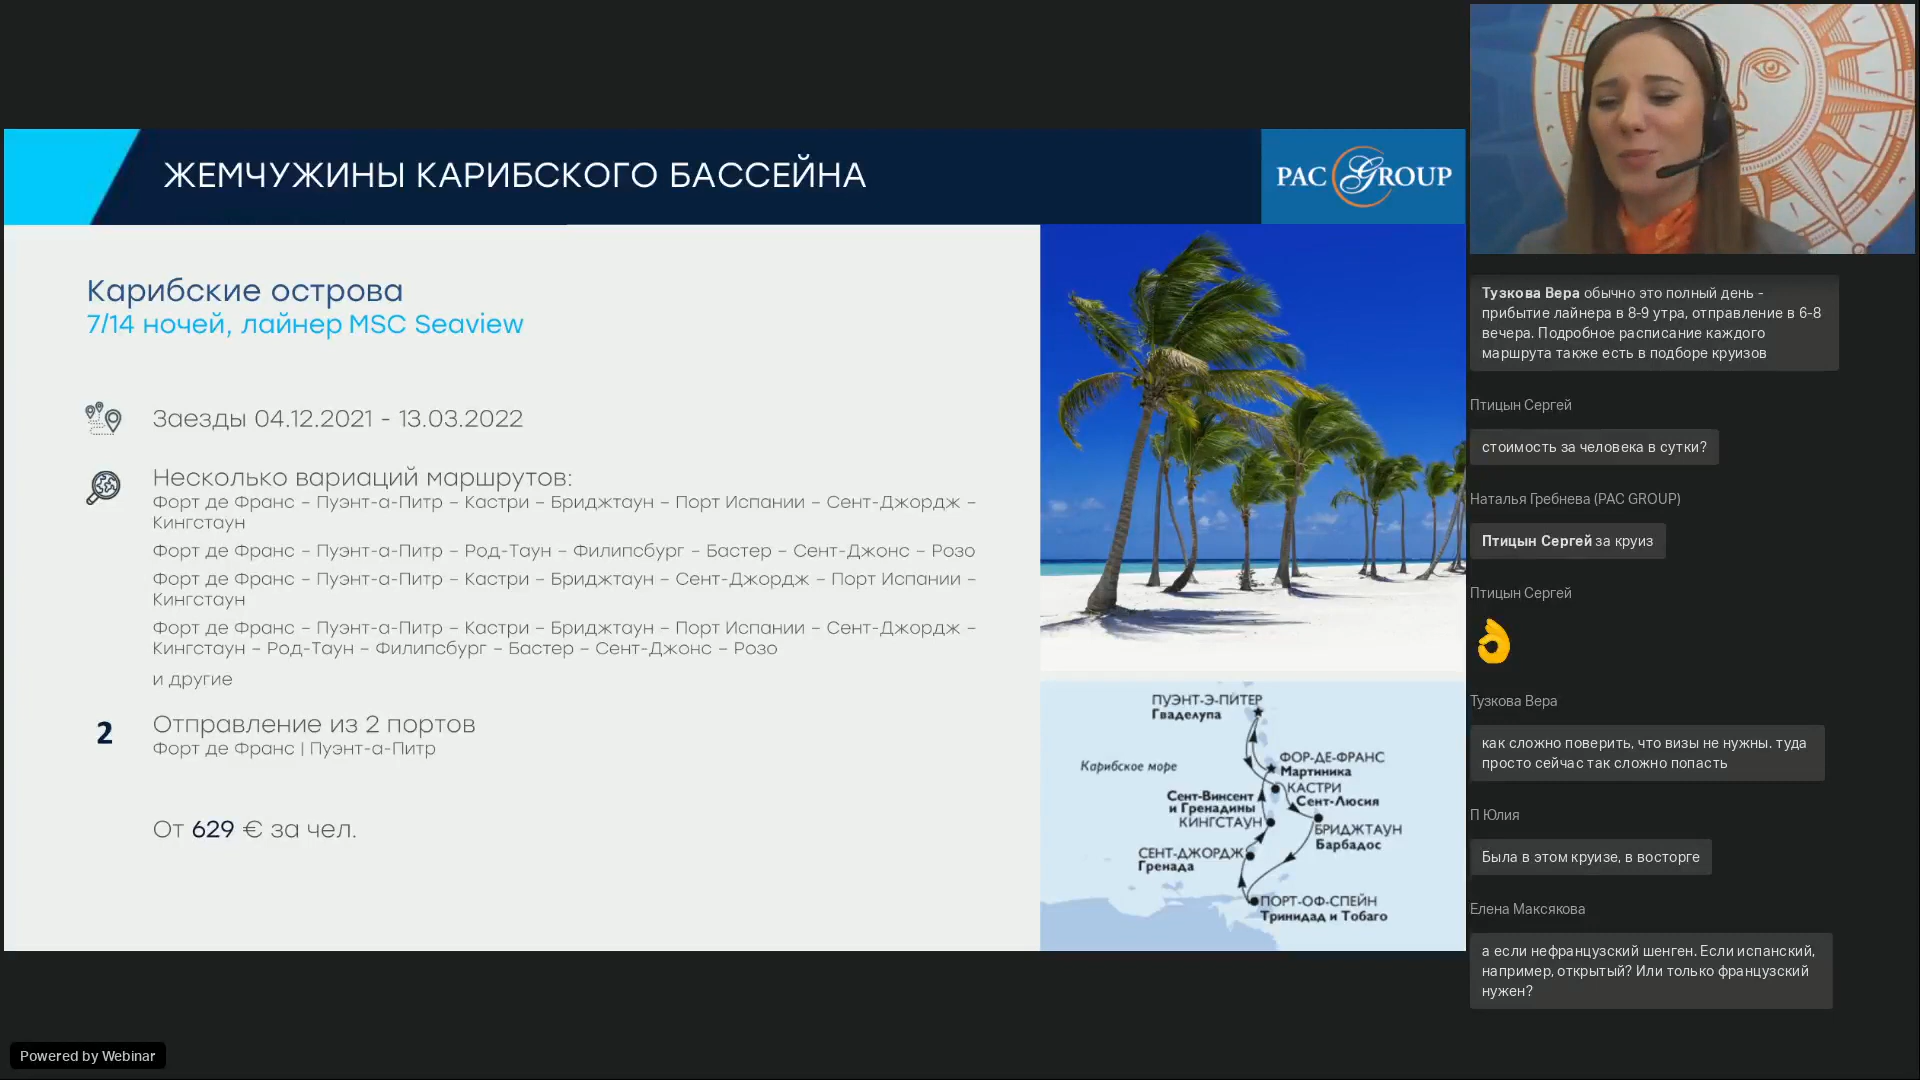 ЖЕМЧУЖИНЫ КАРИБСКОГО БАССЕЙНА
PAC GROUP
Карибские острова
7/14 ночей, лайнер MSC Seaview
Заезды 04.12.2021 - 13.03.2022
Несколько вариаций маршрутов:
Форт де Франс – Пуэнт-а-Питр – Кастри – Бриджтаун – Порт Испании – Сент-Джордж –
Кингстаун
Форт де Франс – Пуэнт-а-Питр – Род-Таун – Филипсбург – Бастер – Сент-Джонс – Розо
Форт де Франс – Пуэнт-а-Питр – Кастри – Бриджтаун – Сент-Джордж – Порт Испании –
Кингстаун
Форт де Франс – Пуэнт-а-Питр – Кастри – Бриджтаун – Порт Испании – Сент-Джордж –
Кингстаун – Род-Таун – Филипсбург – Бастер – Сент-Джонс – Розо
и другие
2
Отправление из 2 портов
Форт де Франс | Пуэнт-а-Питр
От 629 € за чел.
ПУЭНТ-Э-ПИТЕР
Гваделупа
Карибское море
ФОР-ДЕ-ФРАНС
Мартиника
КАСТРИ
Сент-Люсия
Сент-Винсент
и Гренадины
КИНГСТАУН
БРИДЖТАУН
Барбадос
СЕНТ-ДЖОРДЖ
Гренада
ПОРТ-ОФ-СПЕЙН
Тринидад и Тобаго
Тузкова Вера обычно это полный день -
прибытие лайнера в 8-9 утра, отправление в 6-8
вечера. Подробное расписание каждого
маршрута также есть в подборе круизов
Птицын Сергей
стоимость за человека в сутки?
Наталья Гребнева (PAC GROUP)
Птицын Сергей за круиз
Птицын Сергей
Тузкова Вера
как сложно поверить, что визы не нужны. туда
просто сейчас так сложно попасть
П Юлия
Была в этом круизе, в восторге
Елена Максякова
а если нефранцузский шенген. Если испанский,
например, открытый? Или только французский
нужен?
Powered by Webinar